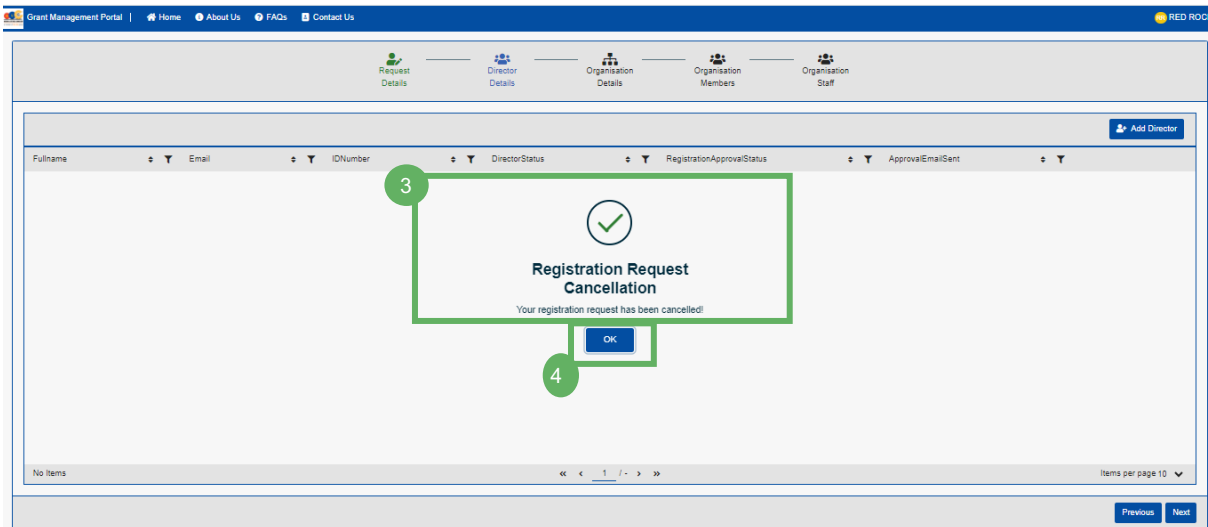 Grant Management Portal | Home About Us FAQs Contact Us RED ROC
Request Details
Director Details
Organisation Details
Organisation Members
Organisation Staff
Add Director
Fullname Email IDNumber DirectorStatus RegistrationApprovalStatus ApprovalEmailSent
3
Registration Request
Cancellation
Your registration request has been cancelled!
OK
4
No Items « ‹ 1 / - › » Items per page 10
Previous Next